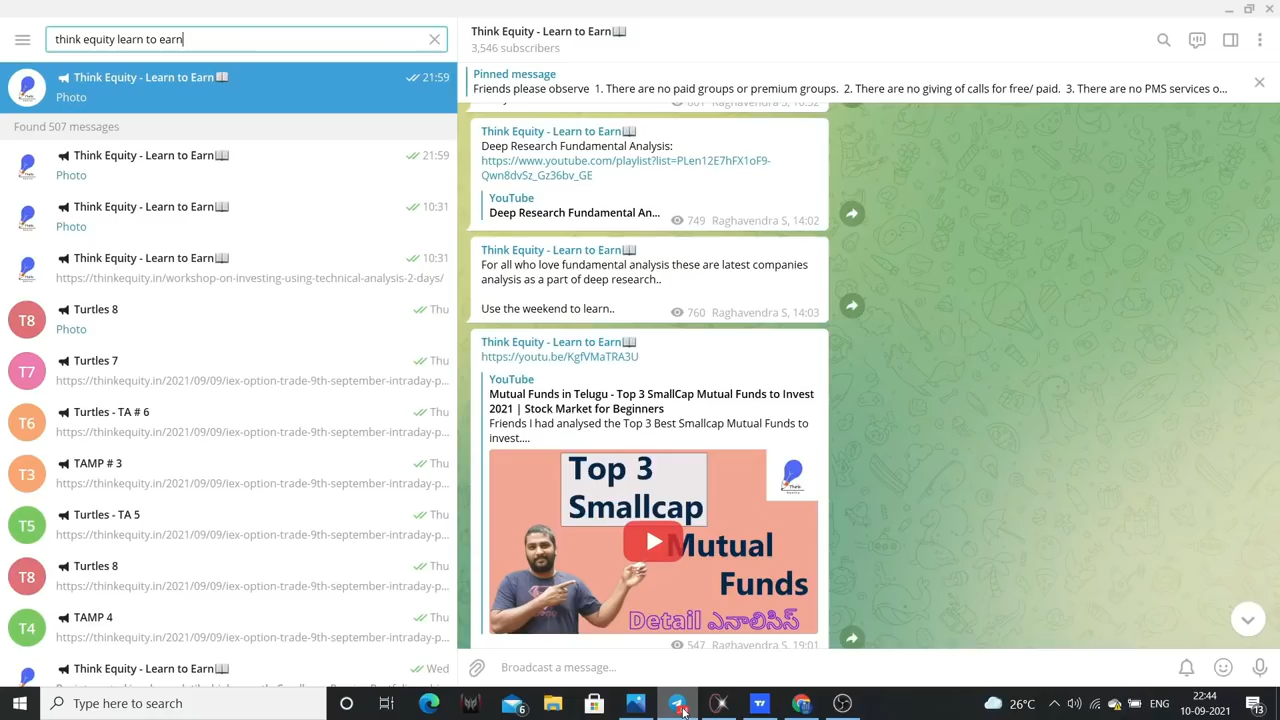 think equity learn to earn
Think Equity - Learn to Earn📖 21:59
Photo
Found 507 messages
Think Equity - Learn to Earn📖 21:59
Photo
Think Equity - Learn to Earn📖 10:31
Photo
Think Equity - Learn to Earn📖 10:31
https://thinkequity.in/workshop-on-investing-using-technical-analysis-2-days/
T8 Turtles 8 Thu
Photo
T7 Turtles 7 Thu
https://thinkequity.in/2021/09/09/iex-option-trade-9th-september-intraday-p...
T6 Turtles - TA # 6 Thu
https://thinkequity.in/2021/09/09/iex-option-trade-9th-september-intraday-p...
T3 TAMP # 3 Thu
https://thinkequity.in/2021/09/09/iex-option-trade-9th-september-intraday-p...
T5 Turtles - TA 5 Thu
https://thinkequity.in/2021/09/09/iex-option-trade-9th-september-intraday-p...
T8 Turtles 8 Thu
https://thinkequity.in/2021/09/09/iex-option-trade-9th-september-intraday-p...
T4 TAMP 4 Thu
https://thinkequity.in/2021/09/09/iex-option-trade-9th-september-intraday-p...
Think Equity - Learn to Earn📖 Wed
Think Equity - Learn to Earn📖
3,546 subscribers
Pinned message
Friends please observe 1. There are no paid groups or premium groups. 2. There are no giving of calls for free/ paid. 3. There are no PMS services o...
Think Equity - Learn to Earn📖
Deep Research Fundamental Analysis:
https://www.youtube.com/playlist?list=PLen12E7hFX1oF9-
Qwn8dvSz_Gz36bv_GE
YouTube
Deep Research Fundamental An...
749 Raghavendra S, 14:02
Think Equity - Learn to Earn📖
For all who love fundamental analysis these are latest companies
analysis as a part of deep research..
Use the weekend to learn..
760 Raghavendra S, 14:03
Think Equity - Learn to Earn📖
https://youtu.be/KgfVMaTRA3U
YouTube
Mutual Funds in Telugu - Top 3 SmallCap Mutual Funds to Invest
2021 | Stock Market for Beginners
Friends I had analysed the Top 3 Best Smallcap Mutual Funds to
invest....
Top 3
Smallcap
Mutual
Funds
Detail ఎనాలిసిస్
547 Raghavendra S, 19:01
Broadcast a message...
Type here to search
6
26°C
ENG
22:44
10-09-2021
13